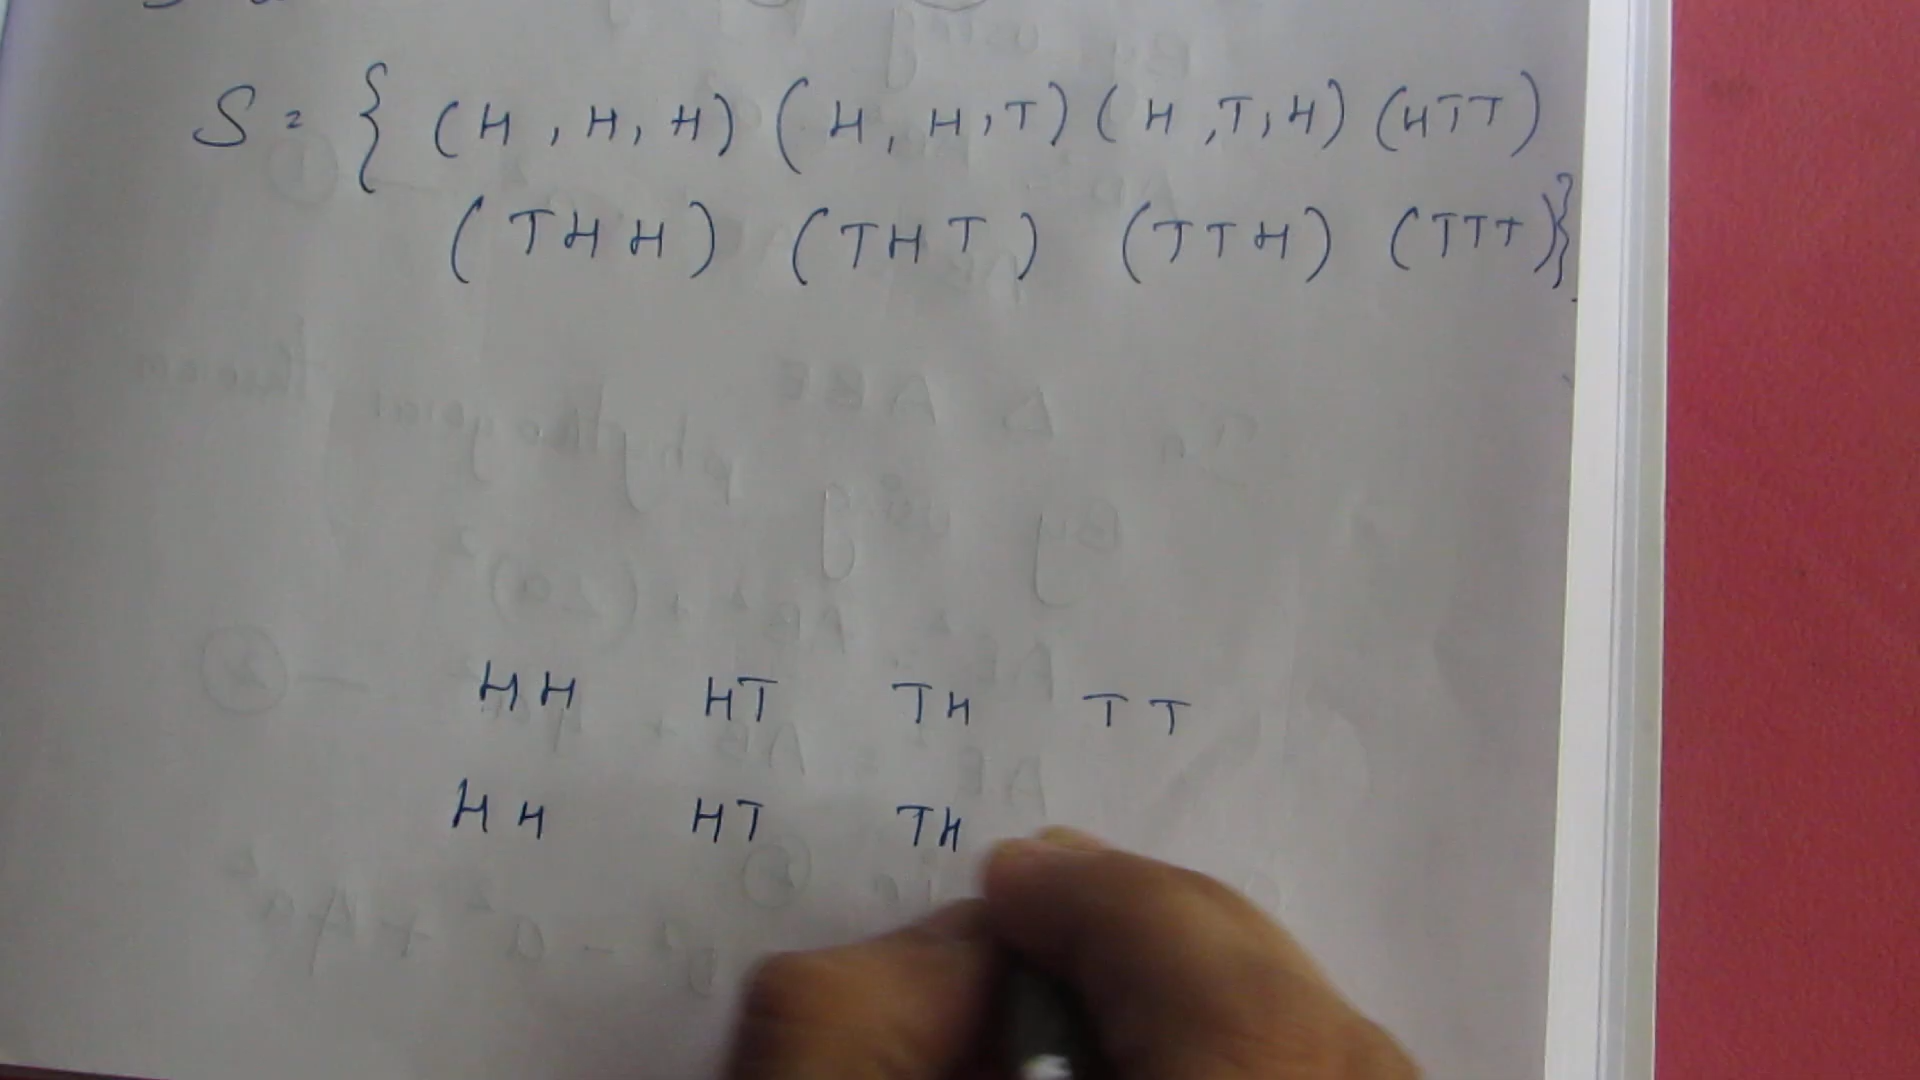 S = { (H, H, H) (H, H, T) (H, T, H) (HTT)
(THH) (THT) (TTH) (TTT)}
HH HT TH TT
HH HT TH